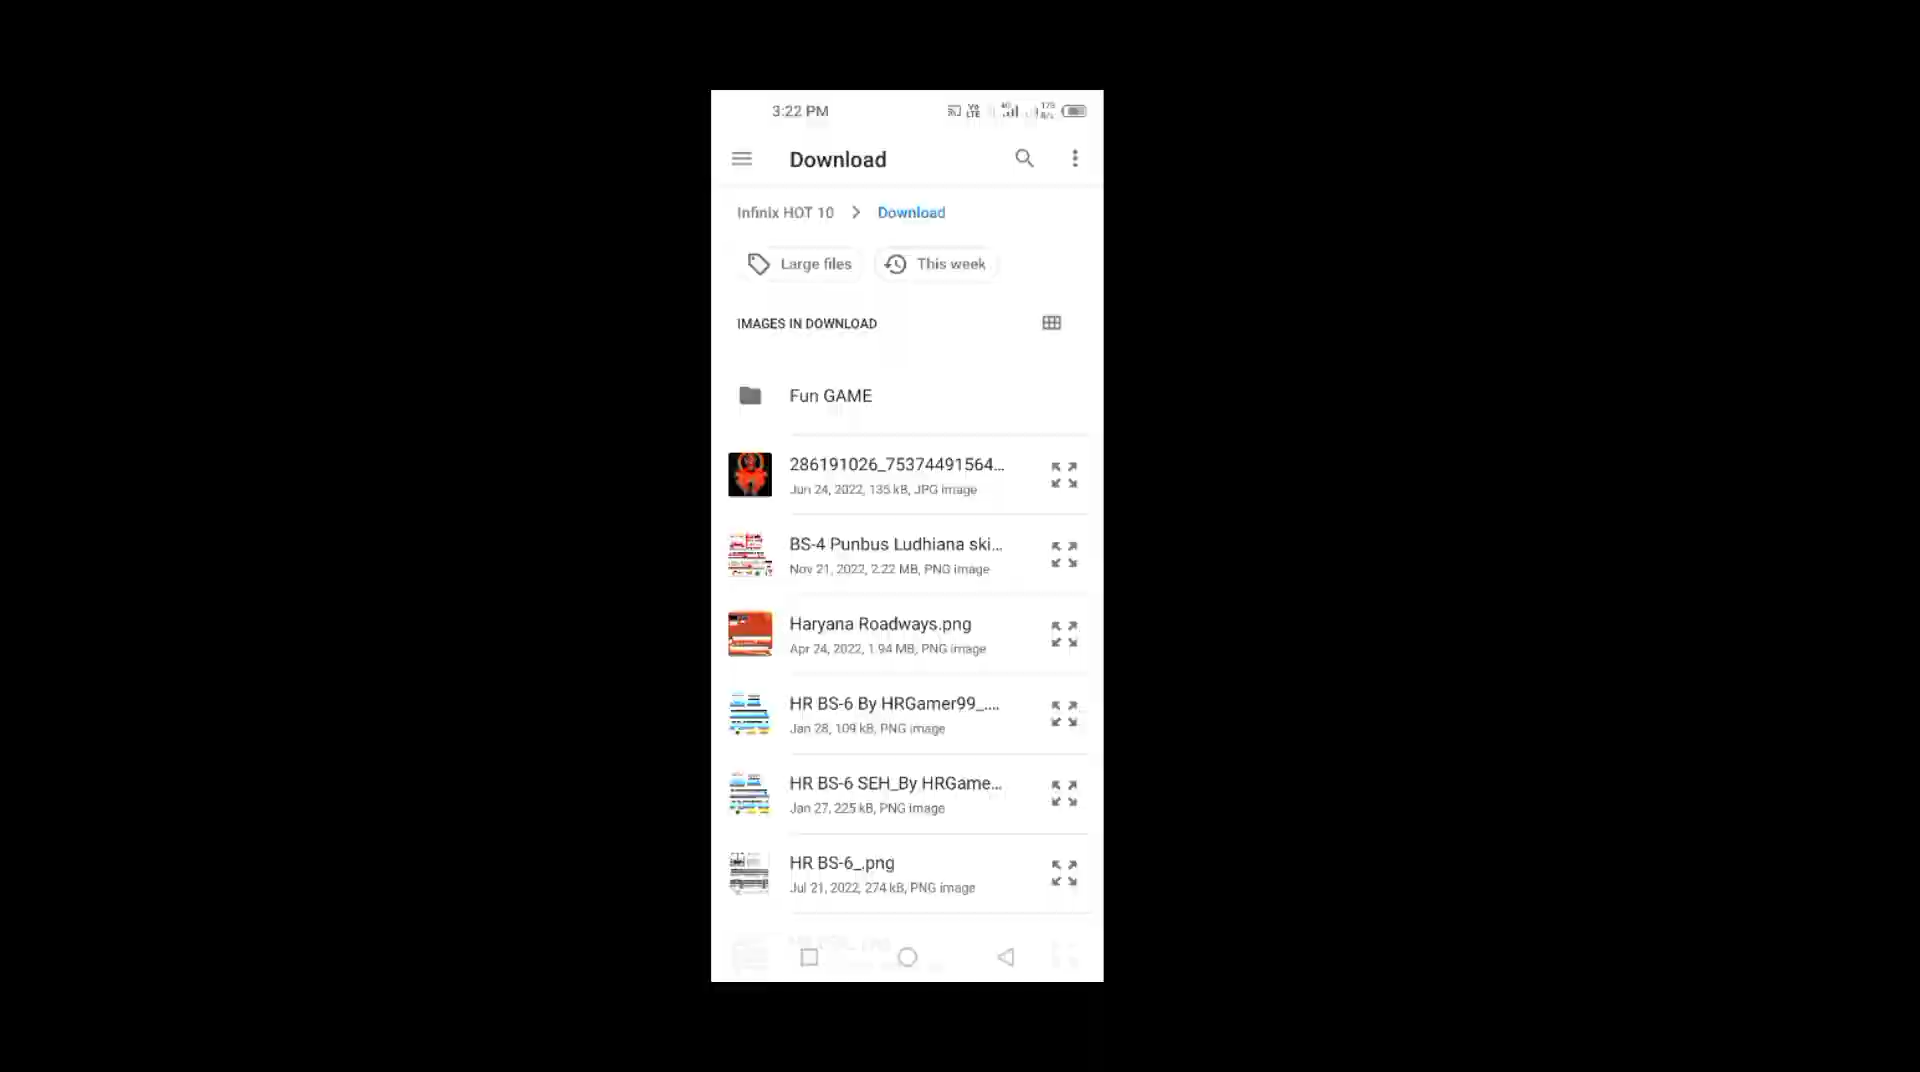 3:22 PM
Vo LTE 4G 179 B/s
Download
Infinix HOT 10 > Download
Large files
This week
IMAGES IN DOWNLOAD
Fun GAME
286191026_75374491564...
Jun 24, 2022, 135 kB, JPG image
BS-4 Punbus Ludhiana ski...
Nov 21, 2022, 2.22 MB, PNG image
Haryana Roadways.png
Apr 24, 2022, 1.94 MB, PNG image
HR BS-6 By HRGamer99_....
Jan 28, 109 kB, PNG image
HR BS-6 SEH_By HRGame...
Jan 27, 225 kB, PNG image
HR BS-6_.png
Jul 21, 2022, 274 kB, PNG image